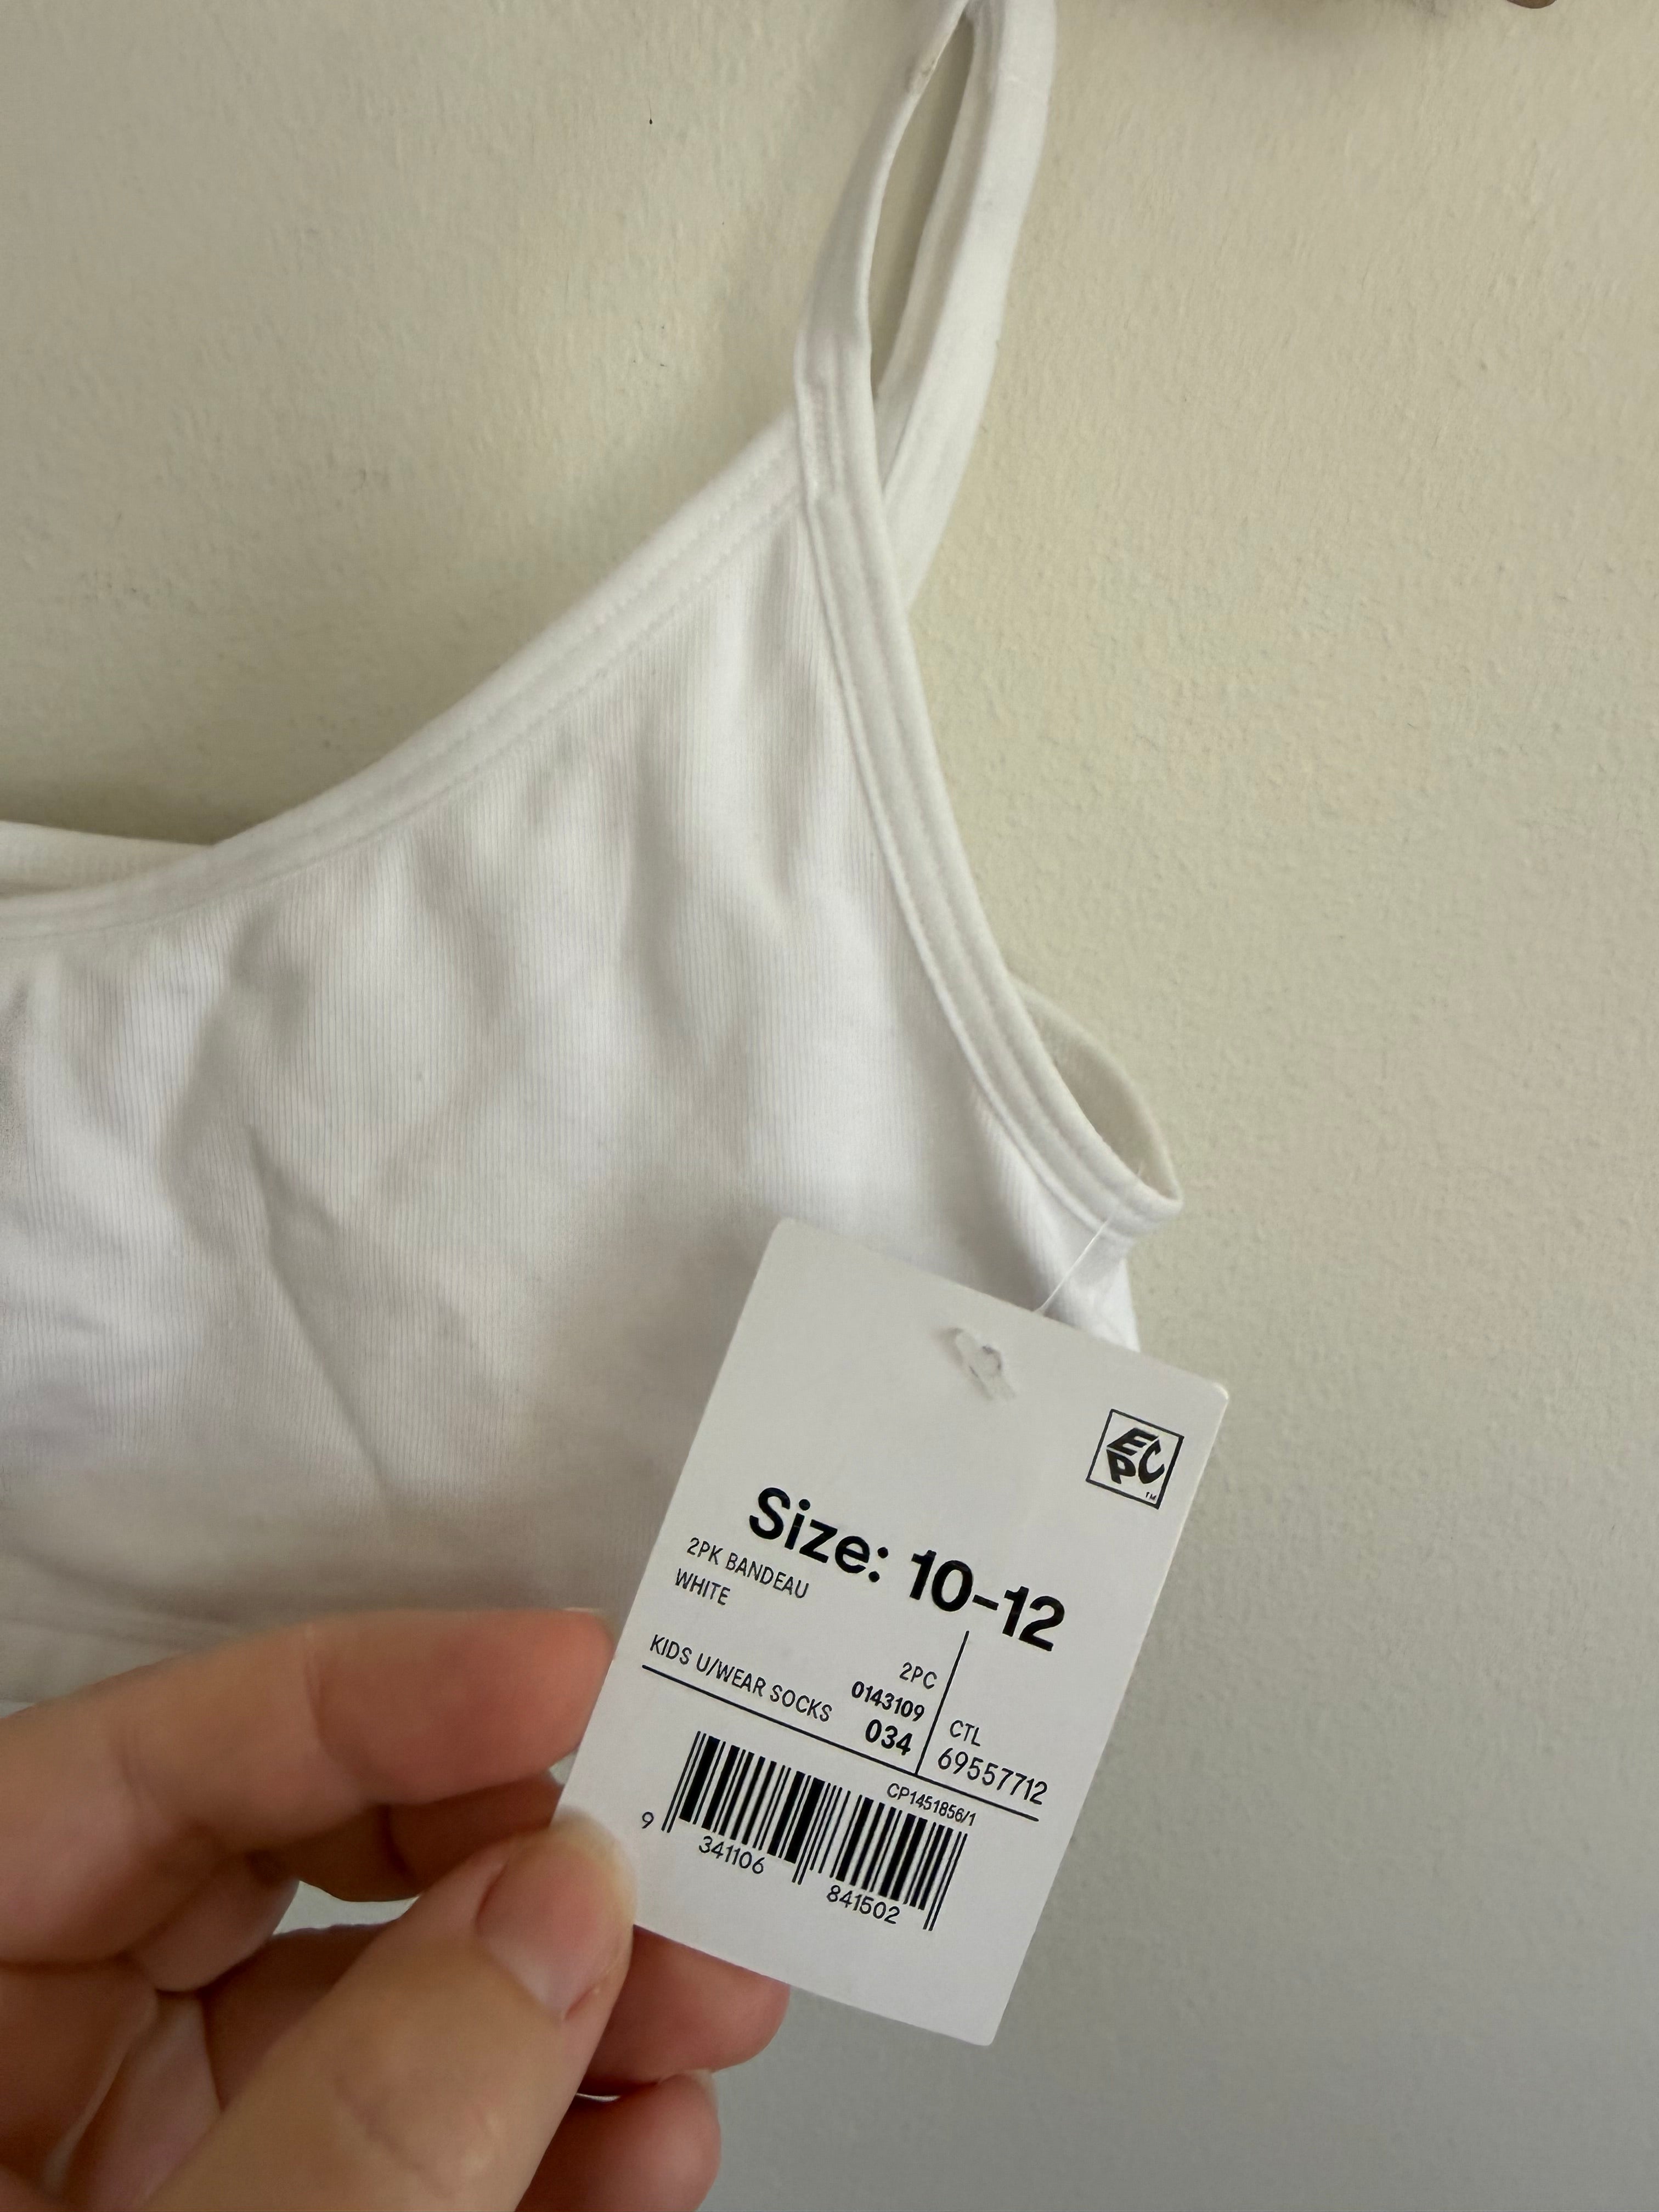 EPC
TM
Size: 10-12
2PK BANDEAU
WHITE
2PC
KIDS U/WEAR SOCKS
0143109
034
CTL
69557712
CP1451856/1
9 341106 841502